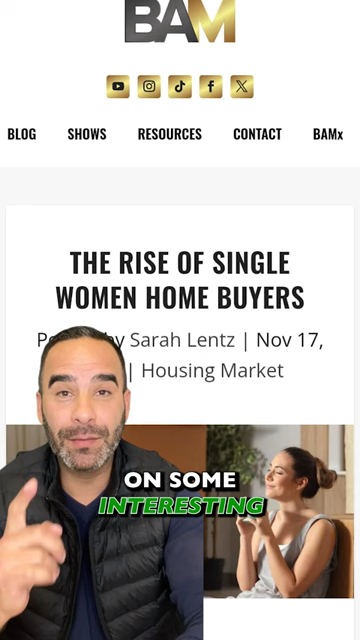 BAM
BLOG SHOWS RESOURCES CONTACT BAMx
THE RISE OF SINGLE
WOMEN HOME BUYERS
by Sarah Lentz | Nov 17,
| Housing Market
ON SOME
INTERESTING